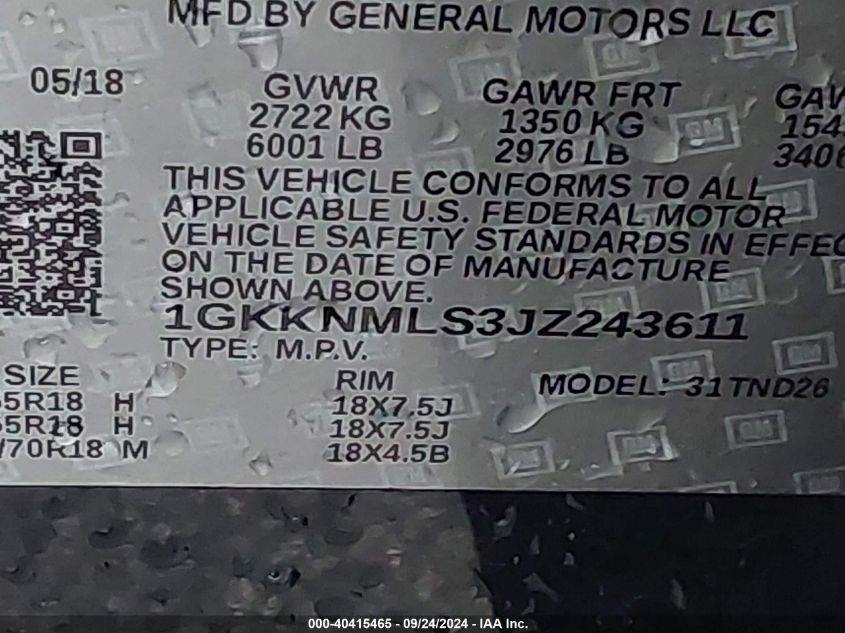 MFD BY GENERAL MOTORS LLC
05/18 GVWR GAWR FRT
2722 KG 1350 KG
6001 LB 2976 LB
THIS VEHICLE CONFORMS TO ALL
APPLICABLE U.S. FEDERAL MOTOR
VEHICLE SAFETY STANDARDS IN EFFEC
ON THE DATE OF MANUFACTURE
SHOWN ABOVE.
1GKKNMLS3JZ243611
TYPE: M.P.V.
SIZE RIM MODEL: 31TND26
5R18 H 18X7.5J
5R18 H 18X7.5J
/70R18 M 18X4.5B
000-40415465 - 09/24/2024 - IAA Inc.